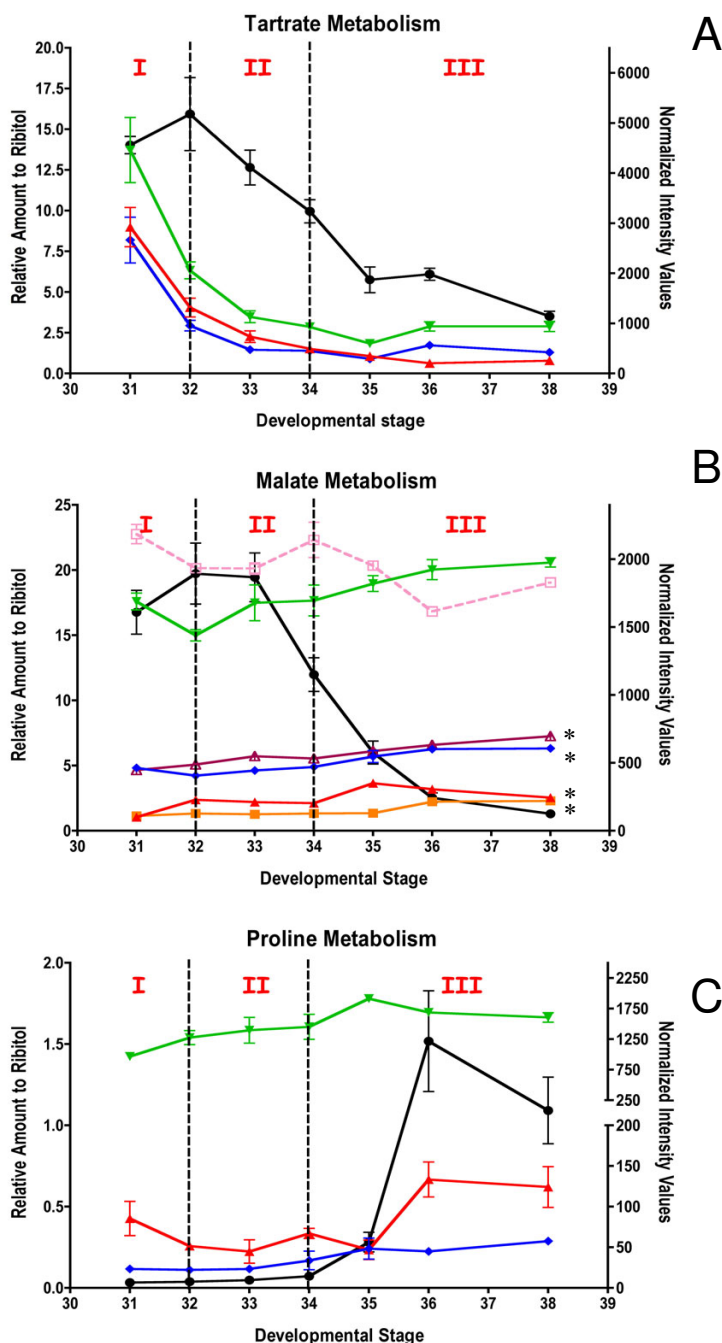 Tartrate Metabolism
A
I
II
III
20.0
17.5
15.0
12.5
10.0
7.5
5.0
2.5
0.0
6000
5000
4000
3000
2000
1000
0
Relative Amount to Ribitol
Normalized Intensity Values
30 31 32 33 34 35 36 37 38 39
Developmental stage
B
Malate Metabolism
I
II
III
25
20
15
10
5
0
2000
1500
1000
500
0
Relative Amount to Ribitol
Normalized Intensity Values
*
*
*
*
30 31 32 33 34 35 36 37 38 39
Developmental Stage
Proline Metabolism
C
I
II
III
2.0
1.5
1.0
0.5
0.0
2250
1750
1250
750
250
150
100
50
0
Relative Amount to Ribitol
Normalized Intensity Values
30 31 32 33 34 35 36 37 38 39
Developmental Stage